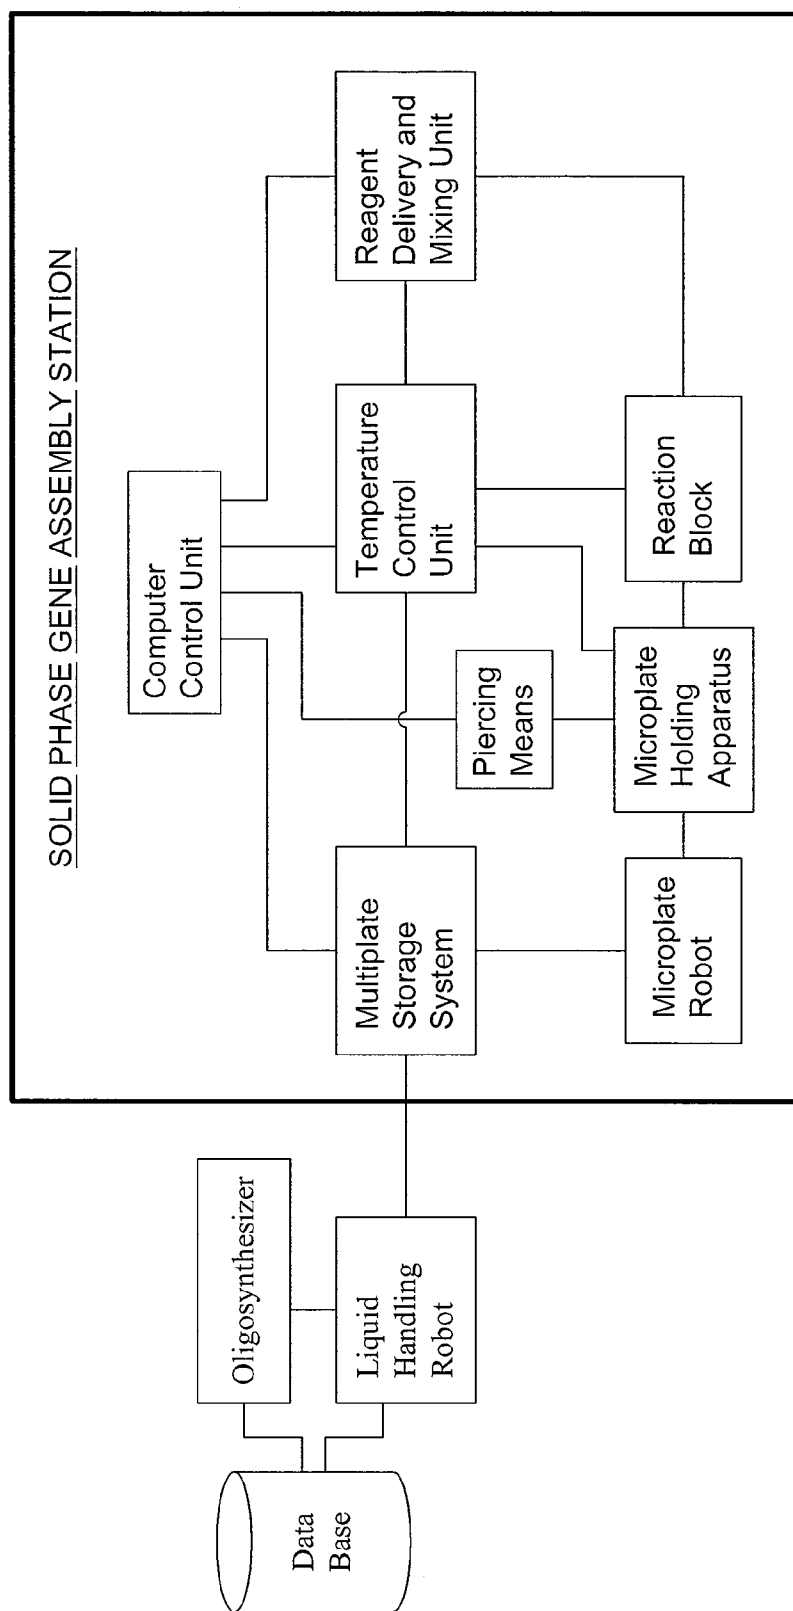 SOLID PHASE GENE ASSEMBLY STATION
Computer
Control Unit
Oligosynthesizer
Data
Base
Liquid
Handling
Robot
Multiplate
Storage
System
Temperature
Control
Unit
Reagent
Delivery and
Mixing Unit
Piercing
Means
Microplate
Robot
Microplate
Holding
Apparatus
Reaction
Block